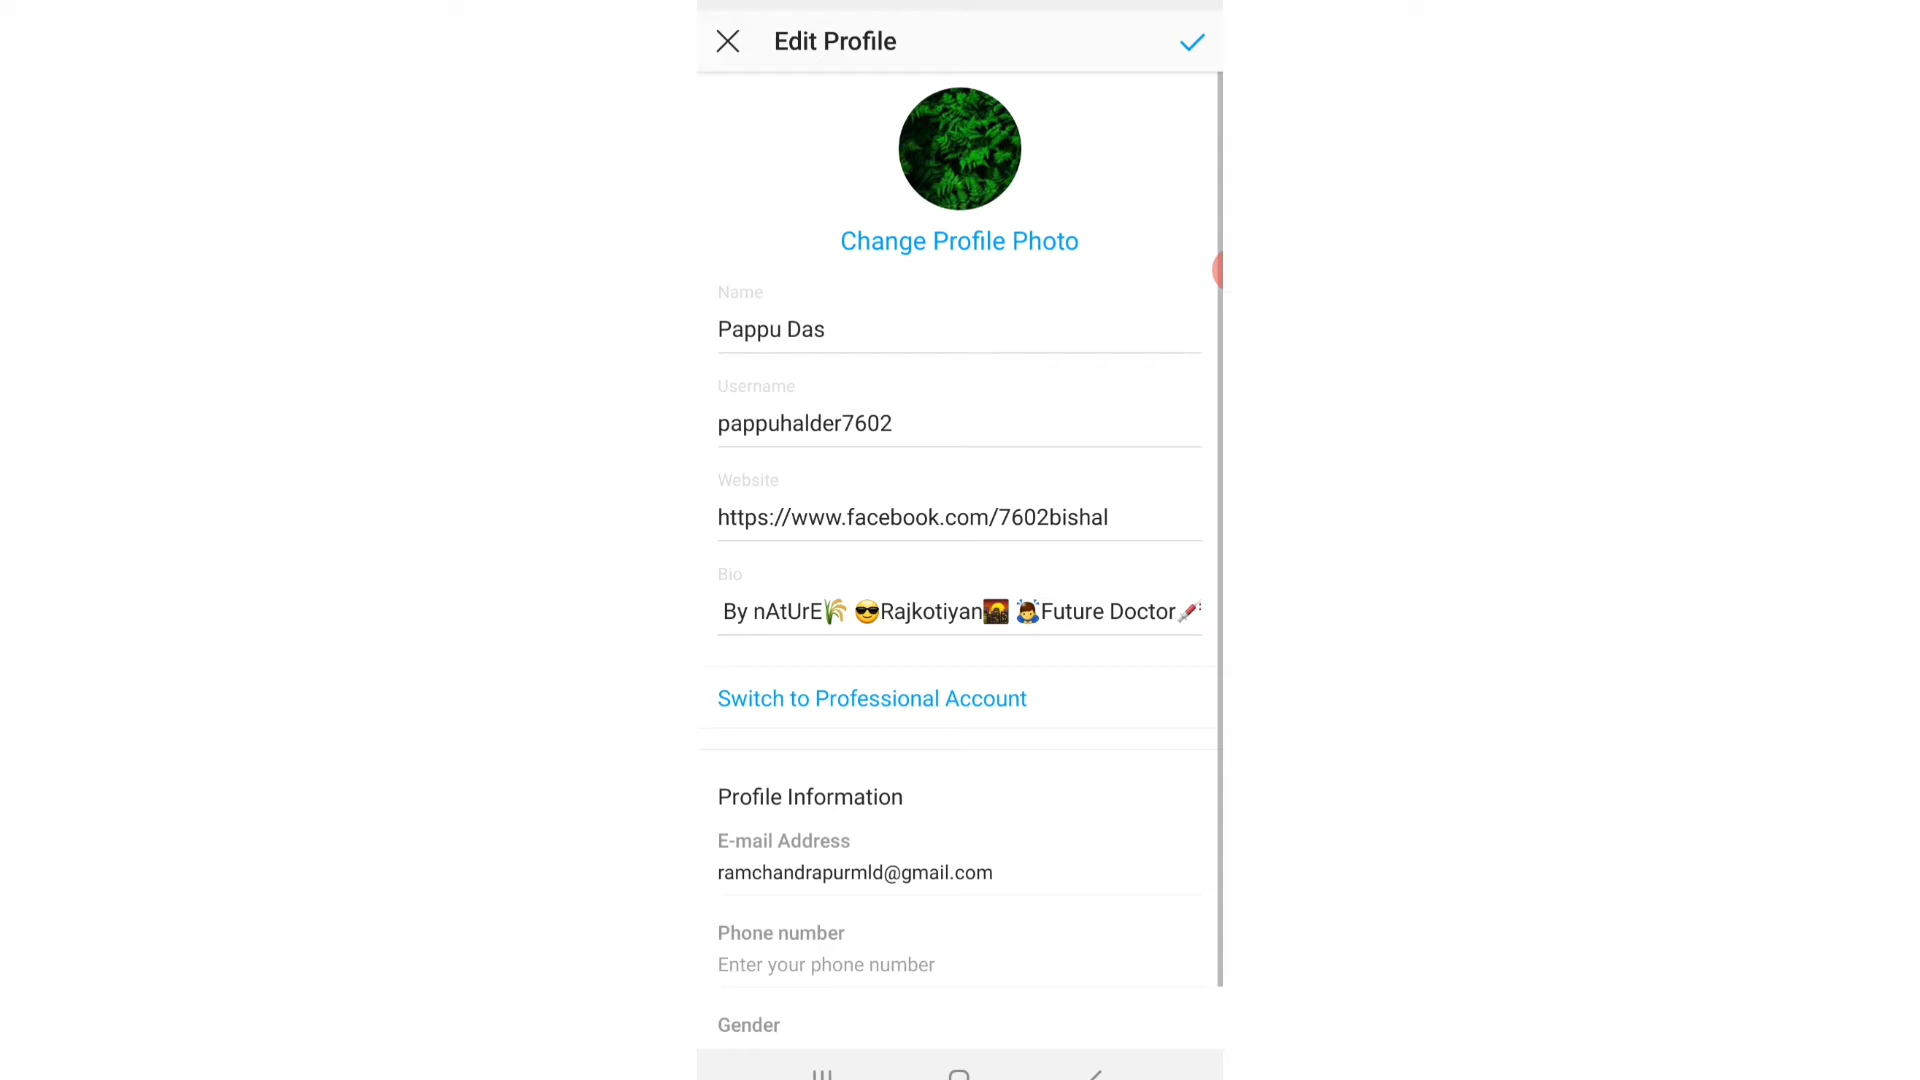 Edit Profile
Change Profile Photo
Name
Pappu Das
Username
pappuhalder7602
Website
https://www.facebook.com/7602bishal
Bio
By nAtUrE🌾 😎Rajkotiyan🌇 🙇‍♂️Future Doctor💉
Switch to Professional Account
Profile Information
E-mail Address
ramchandrapurmld@gmail.com
Phone number
Enter your phone number
Gender